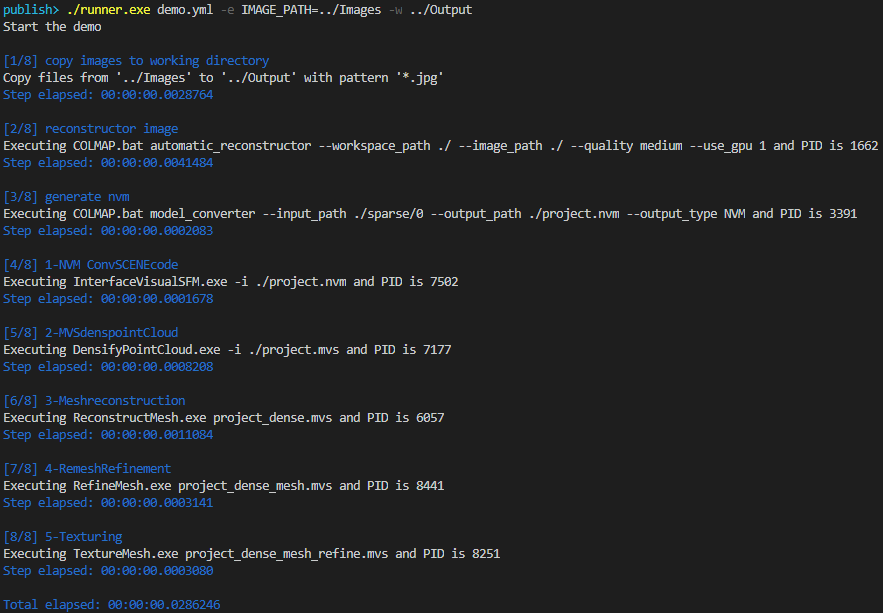 publish> ./runner.exe demo.yml -e IMAGE_PATH=../Images -w ../Output
Start the demo
[1/8] copy images to working directory
Copy files from '../Images' to '../Output' with pattern '*.jpg'
Step elapsed: 00:00:00.0028764
[2/8] reconstructor image
Executing COLMAP.bat automatic_reconstructor --workspace_path ./ --image_path ./ --quality medium --use_gpu 1 and PID is 1662
Step elapsed: 00:00:00.0041484
[3/8] generate nvm
Executing COLMAP.bat model_converter --input_path ./sparse/0 --output_path ./project.nvm --output_type NVM and PID is 3391
Step elapsed: 00:00:00.0002083
[4/8] 1-NVM ConvSCENEcode
Executing InterfaceVisualSFM.exe -i ./project.nvm and PID is 7502
Step elapsed: 00:00:00.0001678
[5/8] 2-MVSdenspointCloud
Executing DensifyPointCloud.exe -i ./project.mvs and PID is 7177
Step elapsed: 00:00:00.0008208
[6/8] 3-Meshreconstruction
Executing ReconstructMesh.exe project_dense.mvs and PID is 6057
Step elapsed: 00:00:00.0011084
[7/8] 4-RemeshRefinement
Executing RefineMesh.exe project_dense_mesh.mvs and PID is 8441
Step elapsed: 00:00:00.0003141
[8/8] 5-Texturing
Executing TextureMesh.exe project_dense_mesh_refine.mvs and PID is 8251
Step elapsed: 00:00:00.0003080
Total elapsed: 00:00:00.0286246